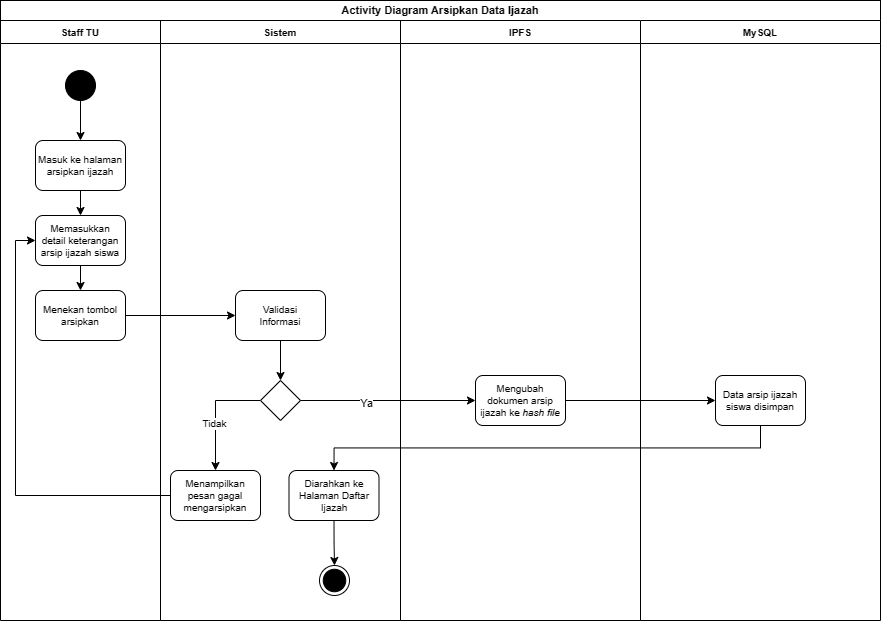 Activity Diagram Arsipkan Data Ijazah
Staff TU
Sistem
IPFS
MySQL
Masuk ke halaman
arsipkan ijazah
Memasukkan
detail keterangan
arsip ijazah siswa
Menekan tombol
arsipkan
Validasi
Informasi
Ya
Mengubah
dokumen arsip
ijazah ke hash file
Data arsip ijazah
siswa disimpan
Tidak
Menampilkan
pesan gagal
mengarsipkan
Diarahkan ke
Halaman Daftar
Ijazah